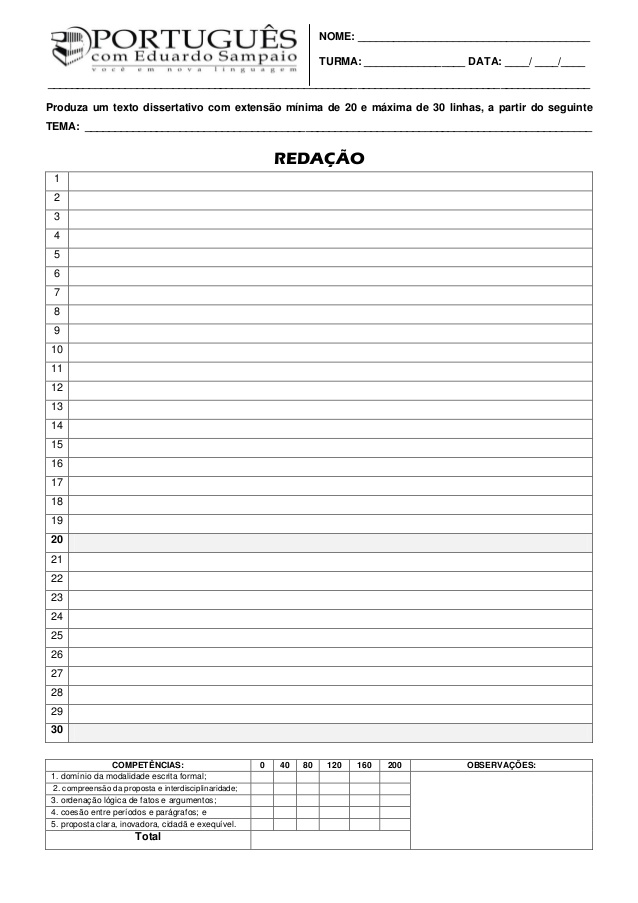 PORTUGUÊS
com Eduardo Sampaio
você em nova linguagem
NOME: ________________________________________
TURMA: _________________ DATA: ____/ ____/____
Produza um texto dissertativo com extensão mínima de 20 e máxima de 30 linhas, a partir do seguinte
TEMA: ________________________________________
REDAÇÃO
1
2
3
4
5
6
7
8
9
10
11
12
13
14
15
16
17
18
19
20
21
22
23
24
25
26
27
28
29
30
COMPETÊNCIAS: 0 40 80 120 160 200 OBSERVAÇÕES:
1. domínio da modalidade escrita formal;
2. compreensão da proposta e interdisciplinaridade;
3. ordenação lógica de fatos e argumentos;
4. coesão entre períodos e parágrafos; e
5. proposta clara, inovadora, cidadã e exequível.
Total